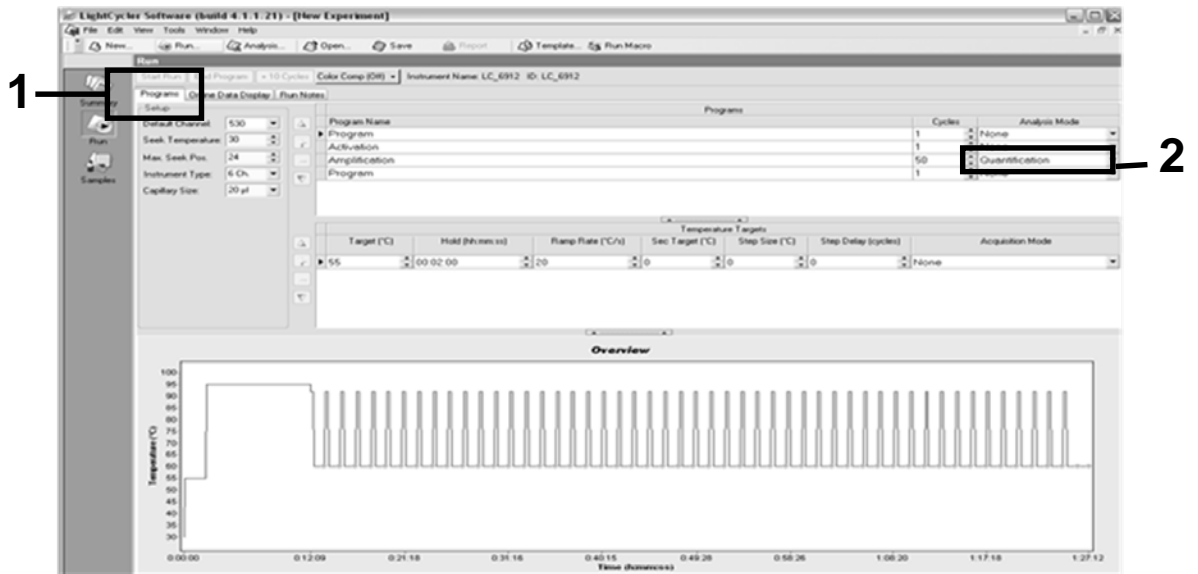 LightCycler Software (build 4.1.1.21) - [New Experiment]
File Edit View Tools Window Help
New... Run... Analysis... Open... Save Report Template... Run Macro
Run
Start Run End Program +10 Cycles Color Comp (Off) Instrument Name: LC_6912 ID: LC_6912
1
Summary
Run
Samples
Programs Online Data Display Run Notes
Setup
Default Channel: 530
Seek Temperature: 30
Max. Seek Pos. 24
Instrument Type: 6 Ch.
Capillary Size: 20 µl
Programs
Program Name Cycles Analysis Mode
Program 1 None
Activation 1 None
Amplification 50 Quantification
Program 1 None
2
Temperature Targets
Target (°C) Hold (hh:mm:ss) Ramp Rate (°C/s) Sec Target (°C) Step Size (°C) Step Delay (cycles) Acquisition Mode
55 00:02:00 20 0 0 0 None
Overview
Temperature (°C)
100
95
90
85
80
75
70
65
60
55
50
45
40
35
30
0:00:00 0:12:09 0:21:18 0:31:16 0:40:15 0:49:28 0:58:26 1:08:20 1:17:18 1:27:12
Time (h:mm:ss)